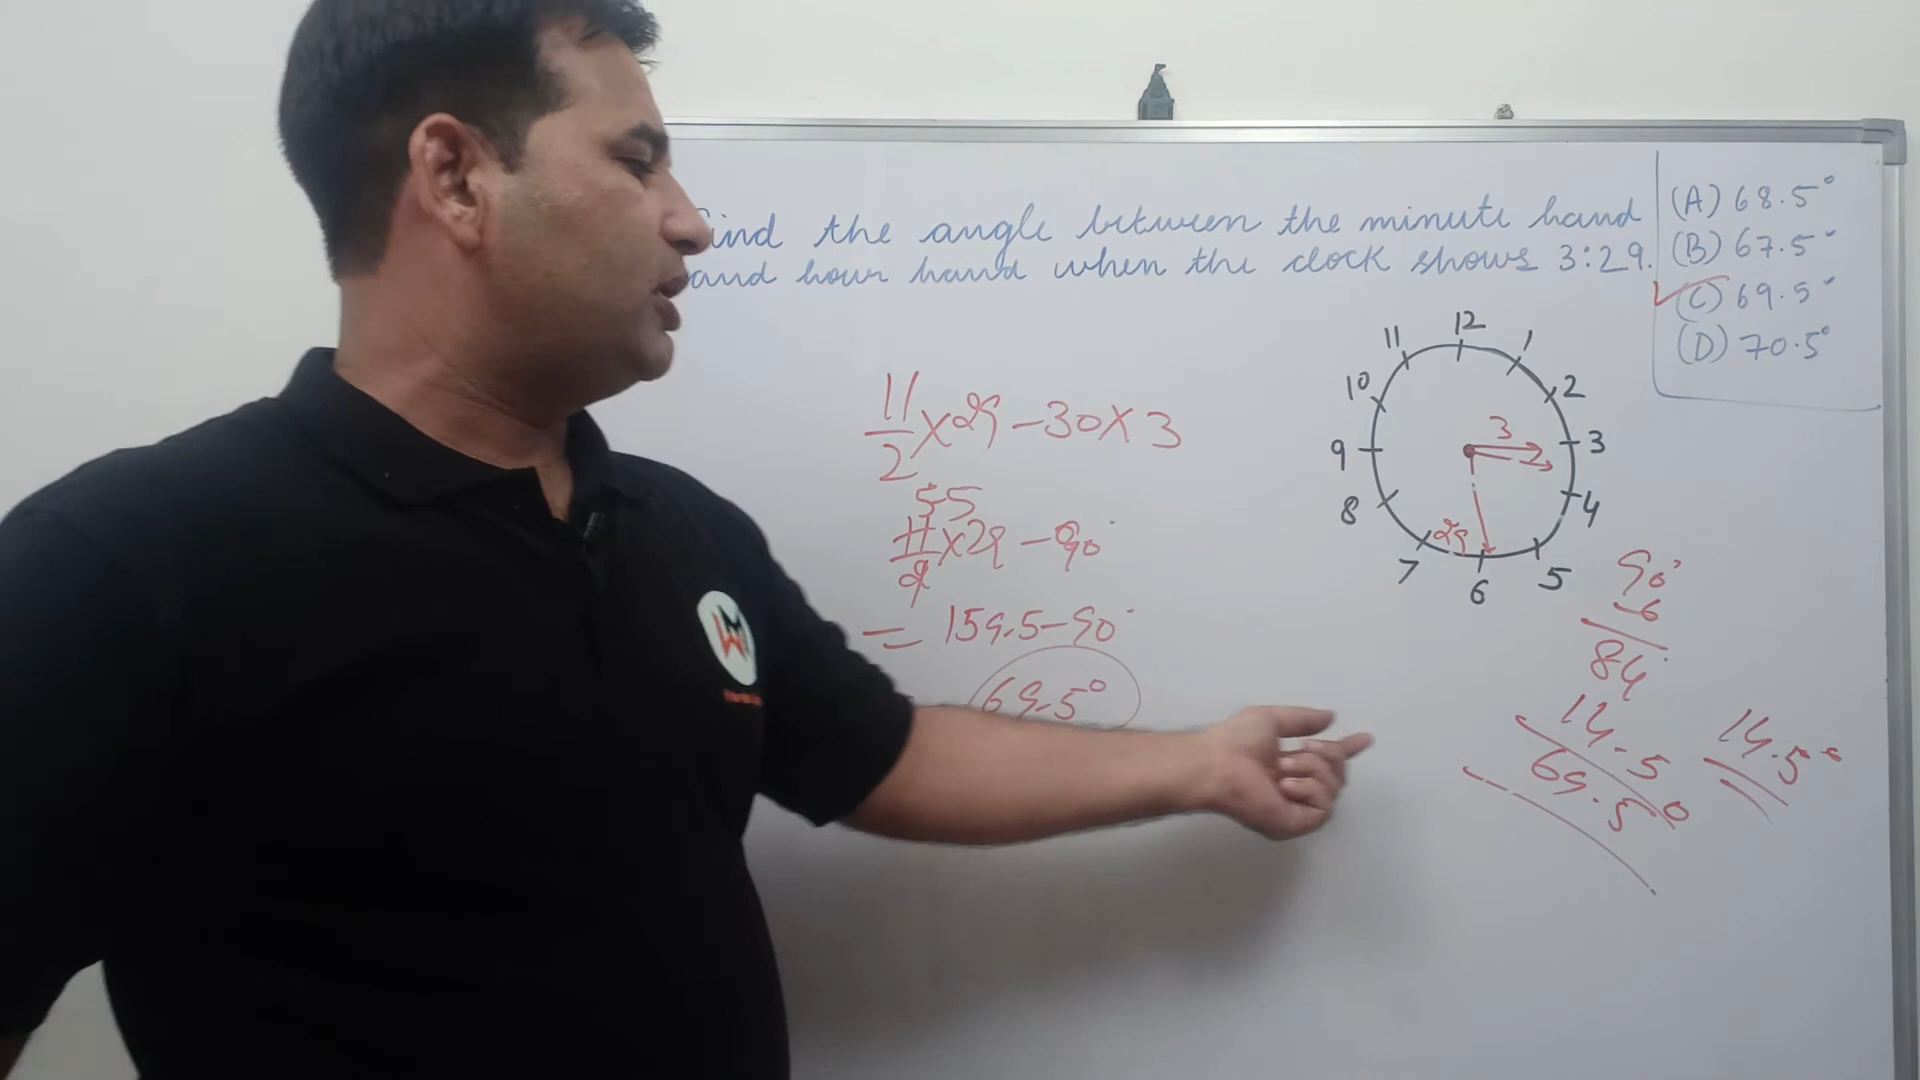 ind the angle between the minute hand
and hour hand when the clock shows 3:29.
(A) 68.5°
(B) 67.5°
(C) 69.5°
(D) 70.5°
11/2 × 29 - 30 × 3
5.5
11/2 × 29 - 90°
= 159.5 - 90°
69.5°
12
1
2
3
4
5
6
7
8
9
10
11
3
29
90°
-6
84°
14.5
69.5°
14.5°